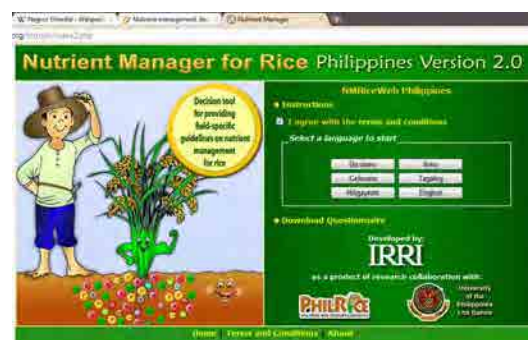 Nutrient Manager
Nutrient Manager for Rice Philippines Version 2.0
Decision tool
for providing
field-specific
guidelines on nutrient
management
for rice
NMRiceWeb Philippines
Instructions
I agree with the terms and conditions
Select a language to start
Ilokano
Cebuano
Tagalog
Hiligaynon
English
Download Questionnaire
Developed by:
IRRI
as a product of research collaboration with:
PHILRICE
University
of the
Philippines
Los Baños
Home Terms and Conditions About